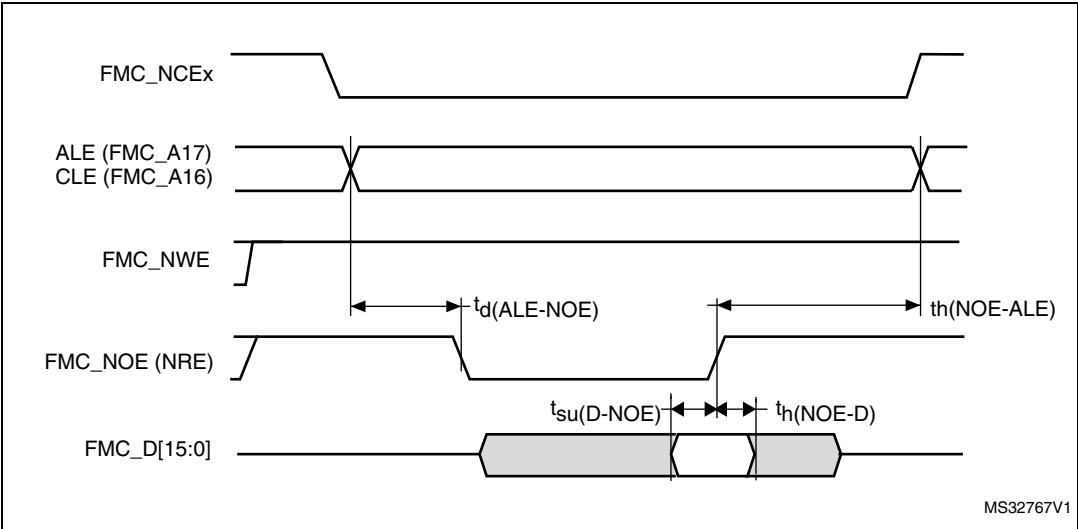 FMC_NCEx
ALE (FMC_A17)
CLE (FMC_A16)
FMC_NWE
td(ALE-NOE)
th(NOE-ALE)
FMC_NOE (NRE)
tsu(D-NOE)
th(NOE-D)
FMC_D[15:0]
MS32767V1